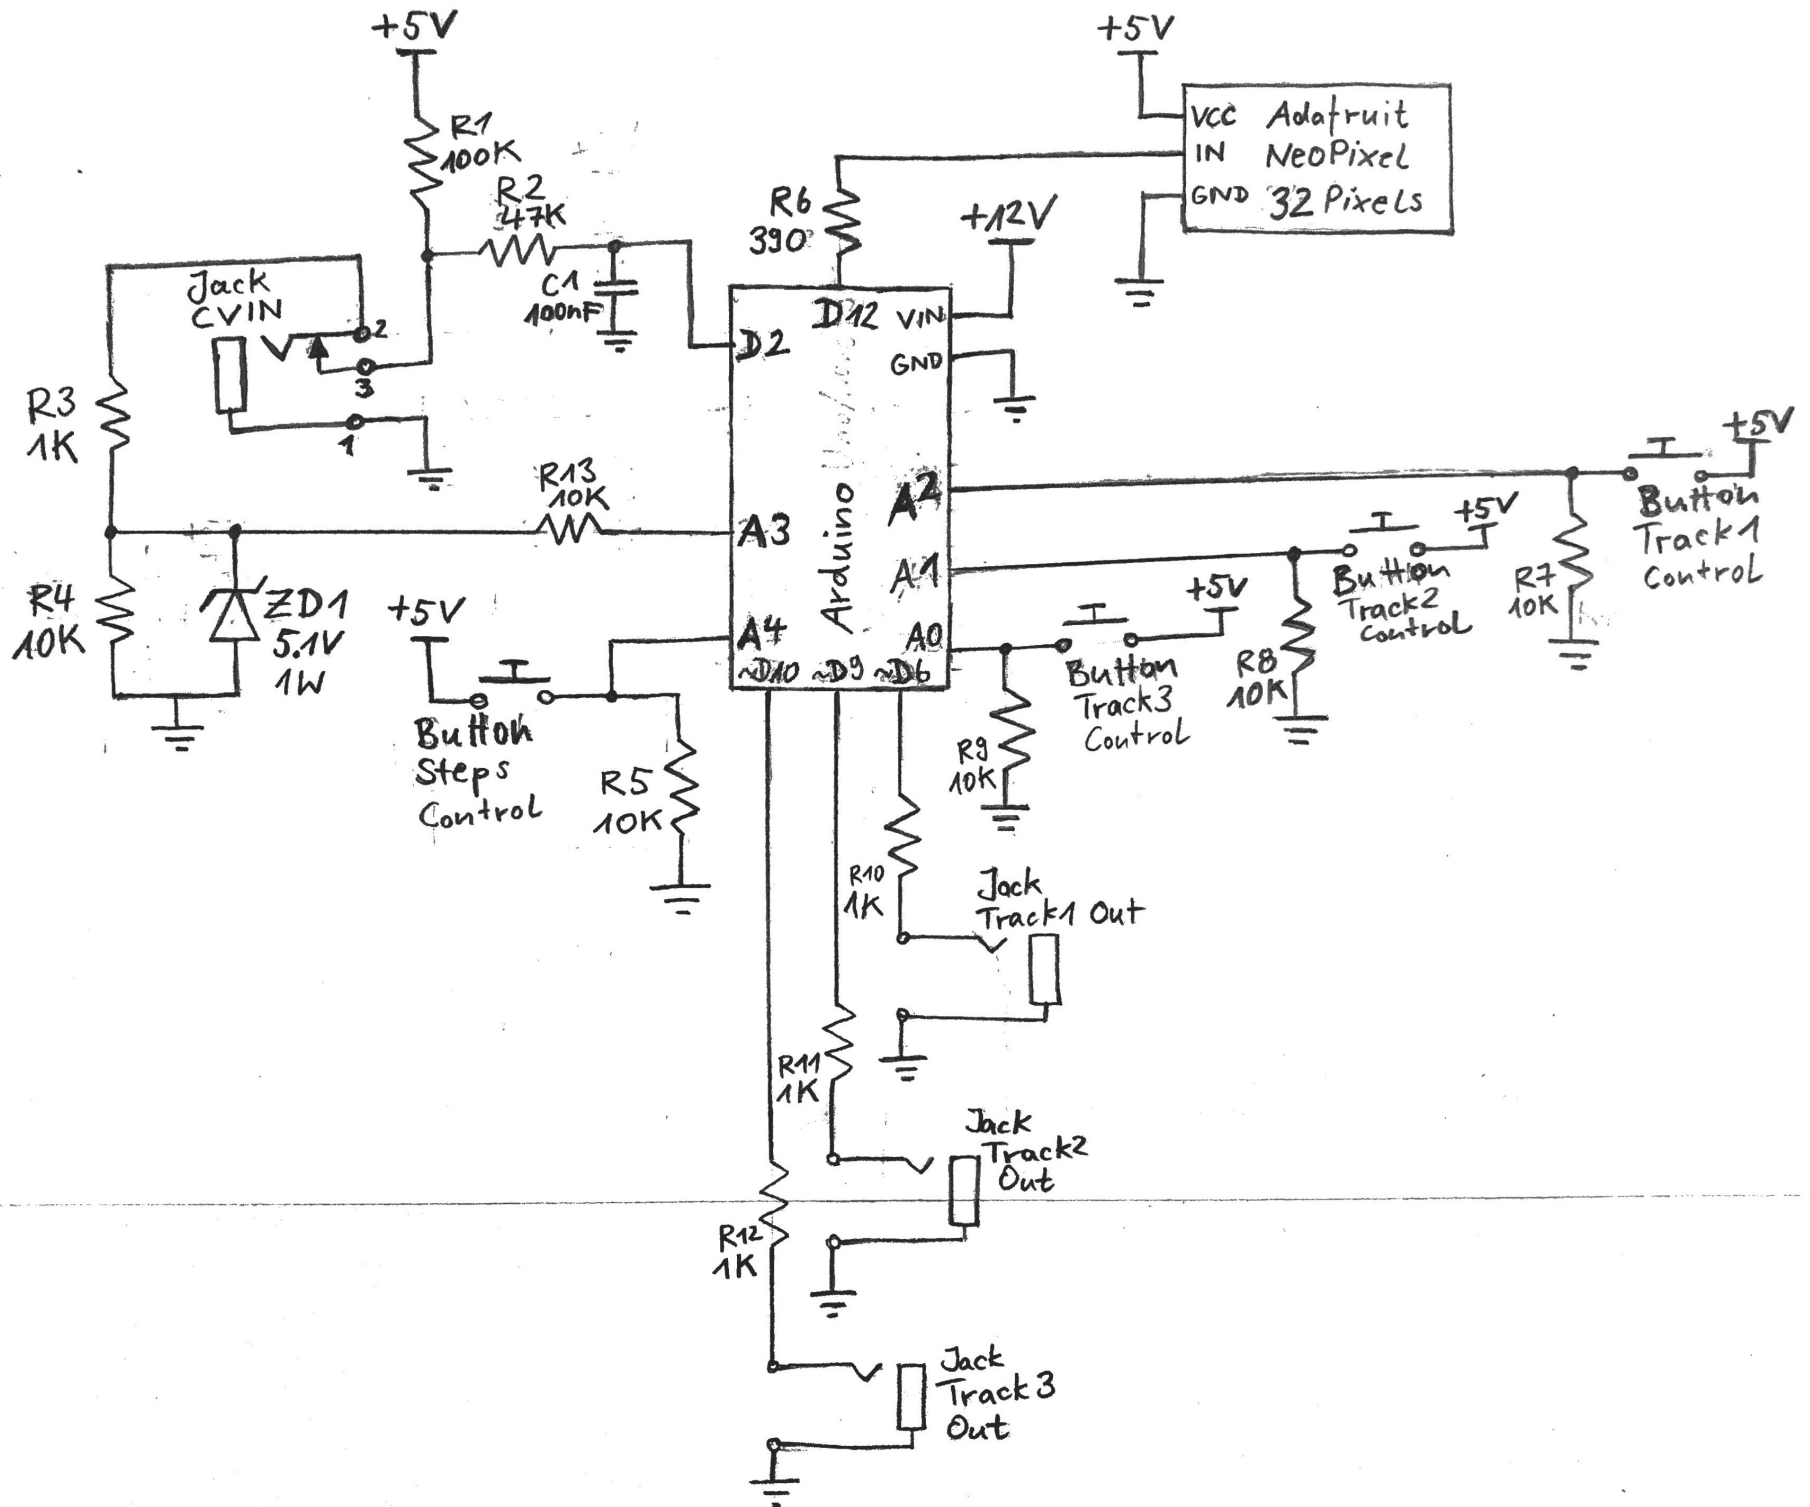 +5V
R1
100K
R2
47K
C1
100nF
Jack
CVIN
2
3
1
R3
1K
R4
10K
ZD1
5.1V
1W
R13
10K
+5V
Button
Steps
Control
R5
10K
R6
390
+5V
VCC Adafruit
IN NeoPixel
GND 32 Pixels
+12V
D12
VIN
D2
GND
A2
A3
A1
A4
A0
~D10 ~D9 ~D6
Arduino
+5V
Button
Track1
Control
R7
10K
+5V
Button
Track2
Control
R8
10K
+5V
Button
Track3
Control
R9
10K
R10
1K
Jack
Track1 Out
R11
1K
Jack
Track2
Out
R12
1K
Jack
Track3
Out